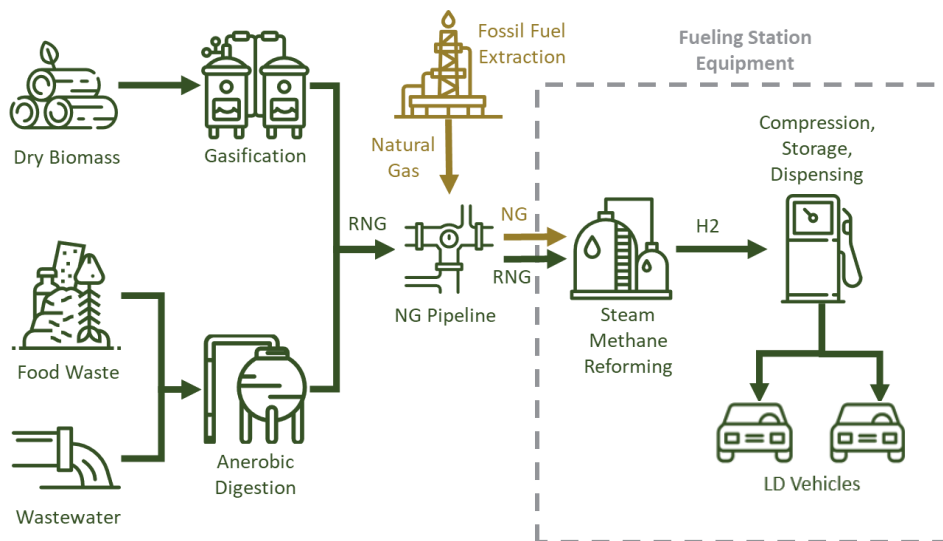 Fossil Fuel
Extraction
Fueling Station
Equipment
Dry Biomass
Gasification
Natural
Gas
Compression,
Storage,
Dispensing
RNG
NG
RNG
H2
NG Pipeline
Steam
Methane
Reforming
Food Waste
Anerobic
Digestion
Wastewater
LD Vehicles